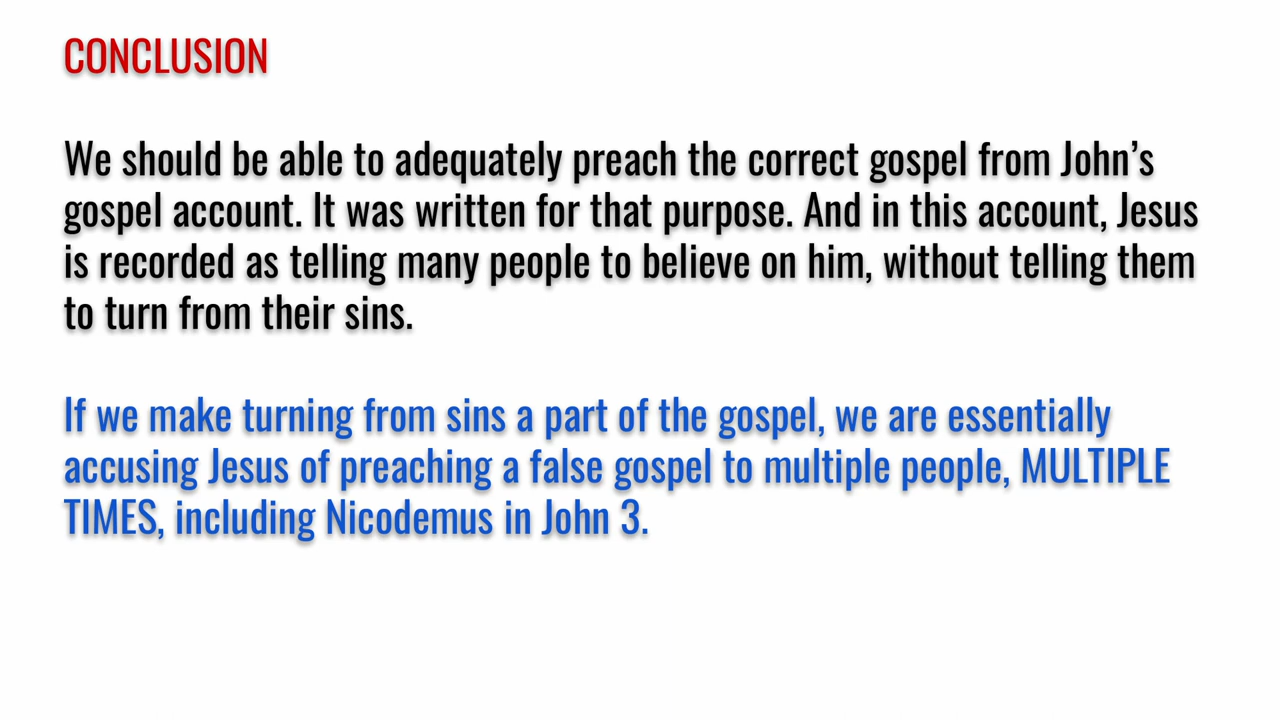 CONCLUSION
We should be able to adequately preach the correct gospel from John’s
gospel account. It was written for that purpose. And in this account, Jesus
is recorded as telling many people to believe on him, without telling them
to turn from their sins.
If we make turning from sins a part of the gospel, we are essentially
accusing Jesus of preaching a false gospel to multiple people, MULTIPLE
TIMES, including Nicodemus in John 3.